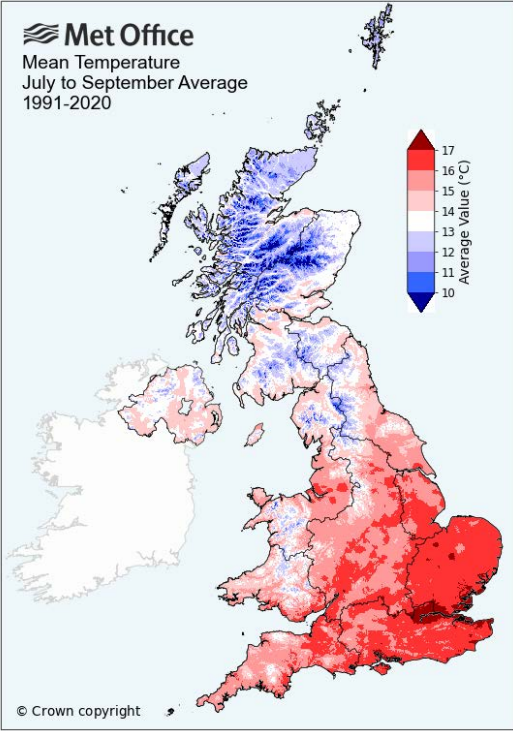 Met Office
Mean Temperature
July to September Average
1991-2020
17
16
15
14
13
12
11
10
Average Value (°C)
© Crown copyright